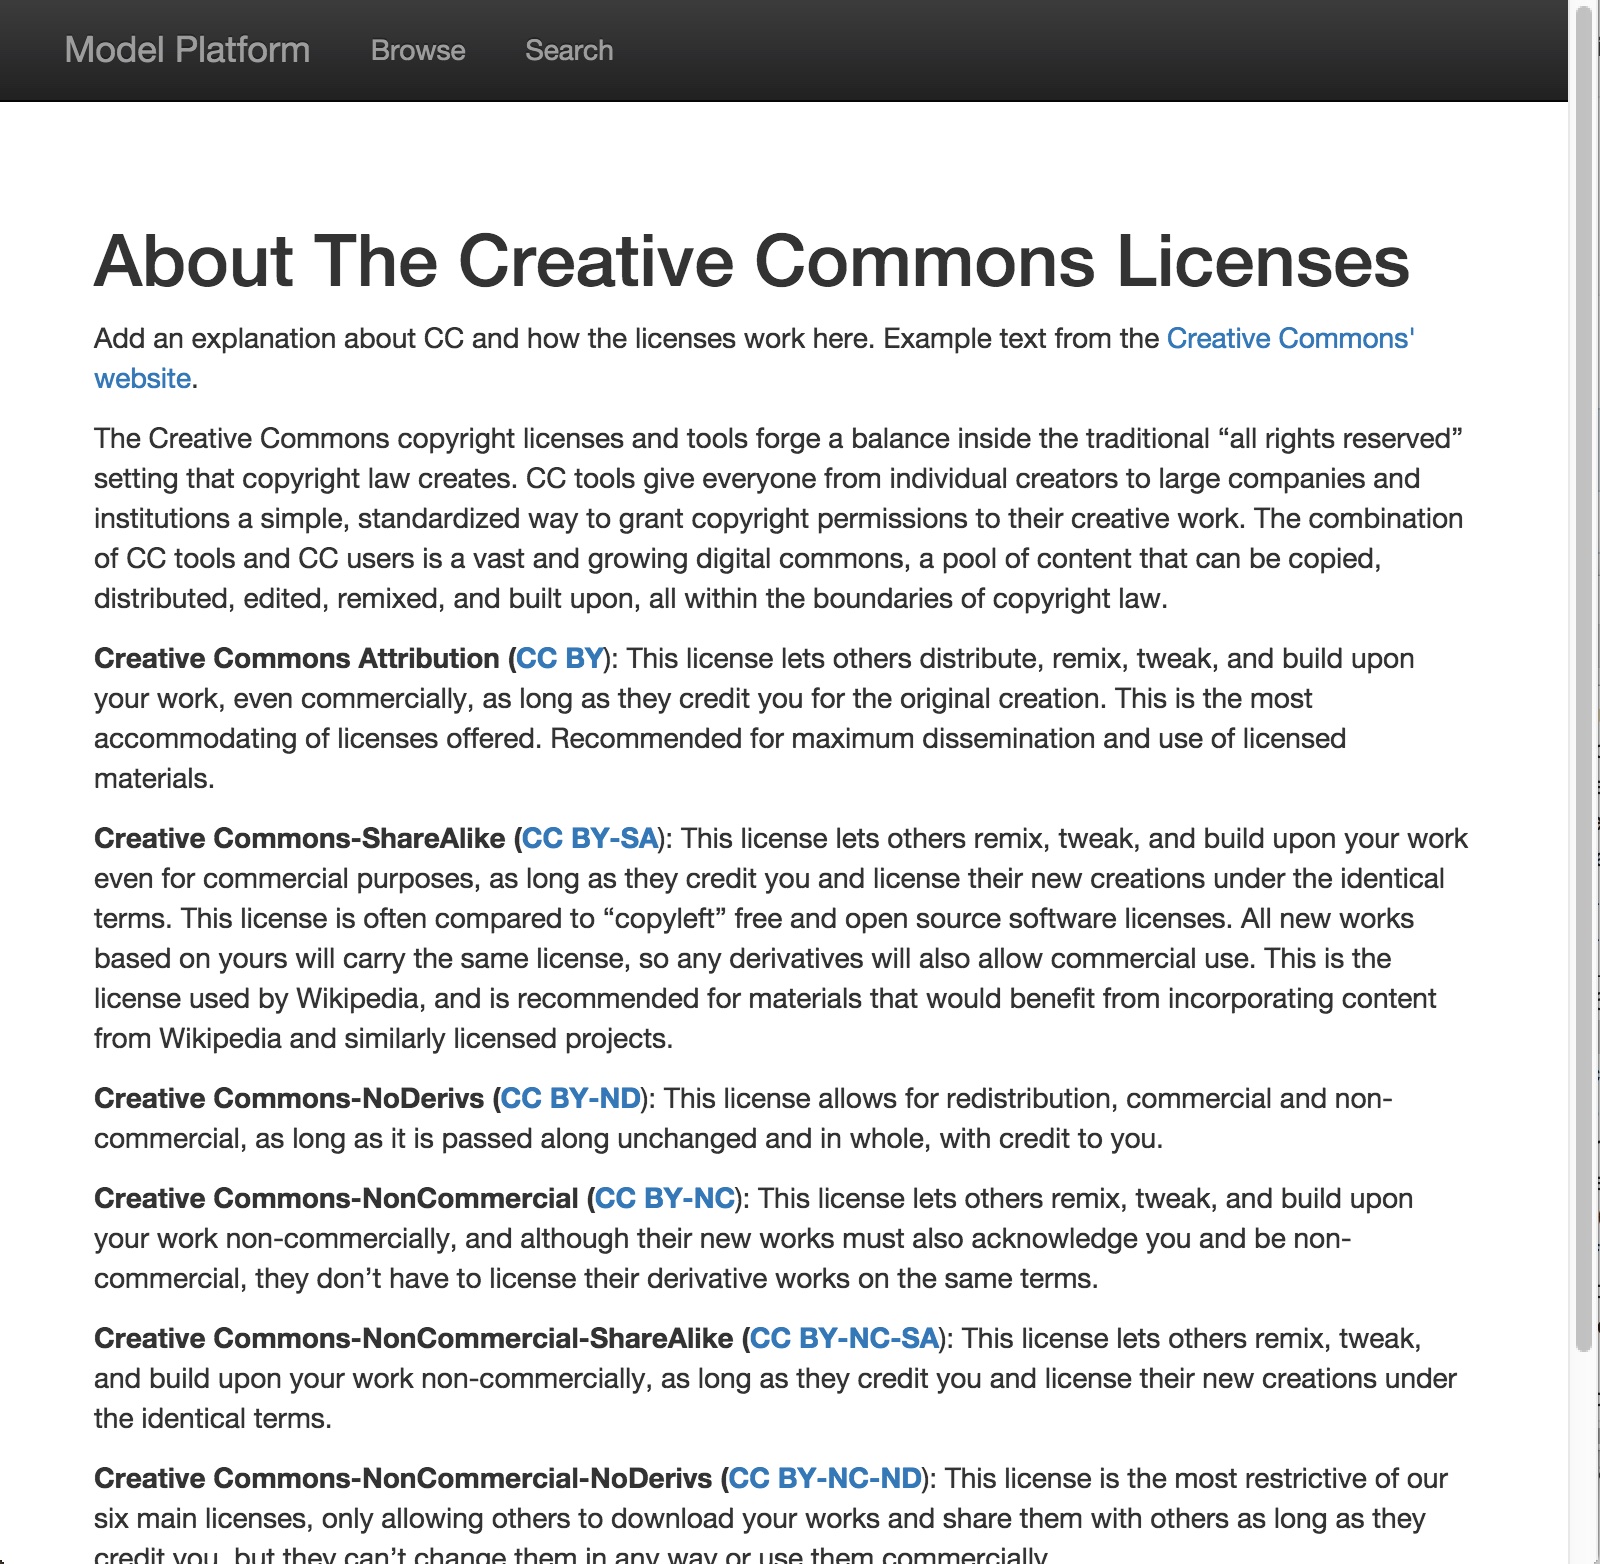 Model Platform Browse Search
About The Creative Commons Licenses
Add an explanation about CC and how the licenses work here. Example text from the Creative Commons'
website.
The Creative Commons copyright licenses and tools forge a balance inside the traditional “all rights reserved”
setting that copyright law creates. CC tools give everyone from individual creators to large companies and
institutions a simple, standardized way to grant copyright permissions to their creative work. The combination
of CC tools and CC users is a vast and growing digital commons, a pool of content that can be copied,
distributed, edited, remixed, and built upon, all within the boundaries of copyright law.
Creative Commons Attribution (CC BY): This license lets others distribute, remix, tweak, and build upon
your work, even commercially, as long as they credit you for the original creation. This is the most
accommodating of licenses offered. Recommended for maximum dissemination and use of licensed
materials.
Creative Commons-ShareAlike (CC BY-SA): This license lets others remix, tweak, and build upon your work
even for commercial purposes, as long as they credit you and license their new creations under the identical
terms. This license is often compared to “copyleft” free and open source software licenses. All new works
based on yours will carry the same license, so any derivatives will also allow commercial use. This is the
license used by Wikipedia, and is recommended for materials that would benefit from incorporating content
from Wikipedia and similarly licensed projects.
Creative Commons-NoDerivs (CC BY-ND): This license allows for redistribution, commercial and non-
commercial, as long as it is passed along unchanged and in whole, with credit to you.
Creative Commons-NonCommercial (CC BY-NC): This license lets others remix, tweak, and build upon
your work non-commercially, and although their new works must also acknowledge you and be non-
commercial, they don’t have to license their derivative works on the same terms.
Creative Commons-NonCommercial-ShareAlike (CC BY-NC-SA): This license lets others remix, tweak,
and build upon your work non-commercially, as long as they credit you and license their new creations under
the identical terms.
Creative Commons-NonCommercial-NoDerivs (CC BY-NC-ND): This license is the most restrictive of our
six main licenses, only allowing others to download your works and share them with others as long as they
credit you, but they can’t change them in any way or use them commercially.